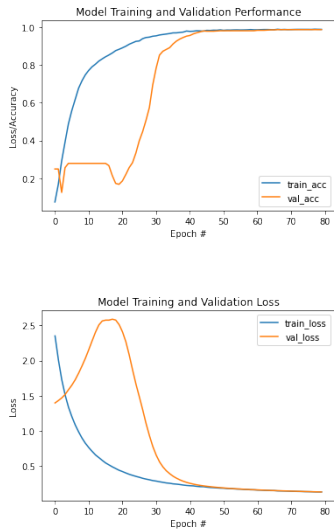 Model Training and Validation Performance
1.0
0.8
0.6
0.4
0.2
Loss/Accuracy
train_acc
val_acc
0 10 20 30 40 50 60 70 80
Epoch #
Model Training and Validation Loss
train_loss
val_loss
2.5
2.0
1.5
1.0
0.5
Loss
0 10 20 30 40 50 60 70 80
Epoch #